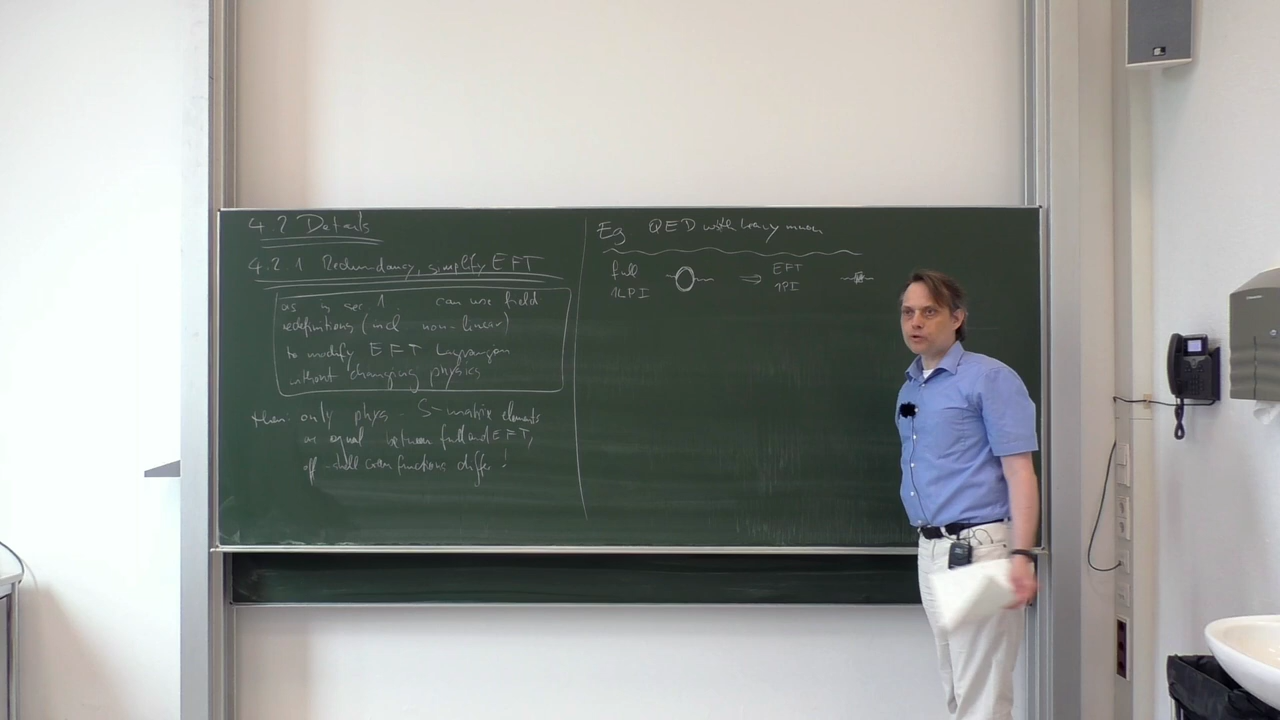 4.2 Details
4.2.1 Redundancy, simplify EFT
as in sec. 1. can use field
redefinitions (incl. non-linear)
to modify EFT Lagrangian
without changing physics
then: only phys. S-matrix elements
are equal between full and EFT,
off-shell corr. functions differ!
Eg QED with heavy muon
full
1LPI
⇒
EFT
1PI